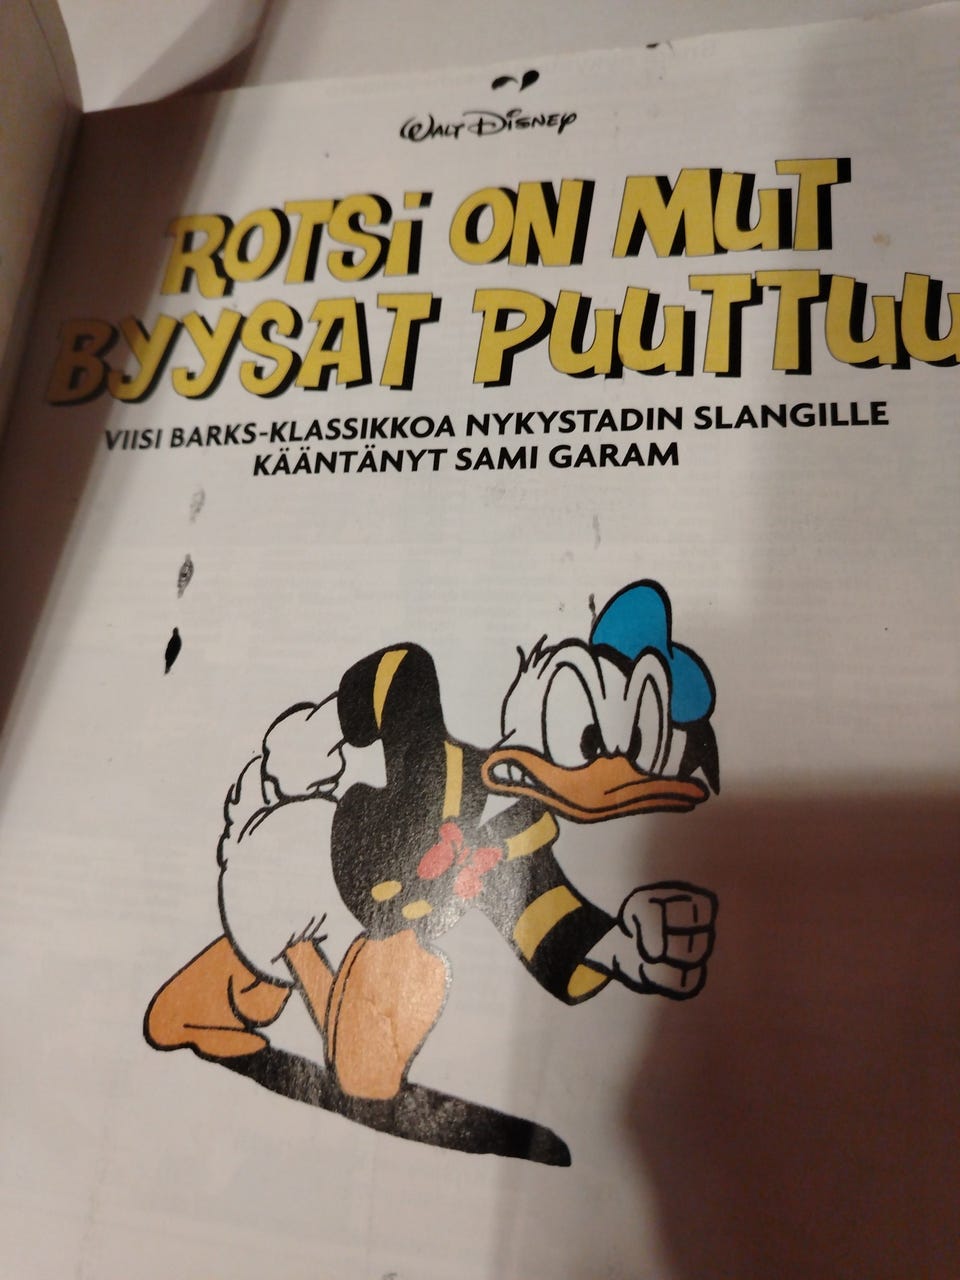 WALT DISNEY
ROTSi ON MUT
BYYSAT PUUTTUU
VIISI BARKS-KLASSIKKOA NYKYSTADIN SLANGILLE
KÄÄNTÄNYT SAMI GARAM